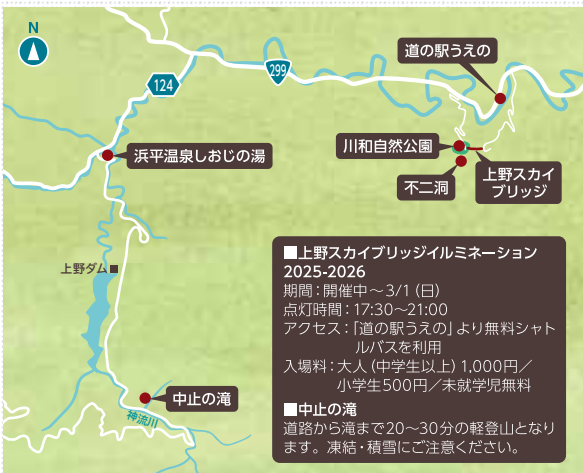 N
道の駅うえの
299
124
川和自然公園
浜平温泉しおじの湯
上野スカイ
ブリッジ
不二洞
上野ダム
中止の滝
神流川
■上野スカイブリッジイルミネーション
2025-2026
期間：開催中～3/1（日）
点灯時間：17:30～21:00
アクセス：「道の駅うえの」より無料シャト
ルバスを利用
入場料：大人（中学生以上）1,000円／
小学生500円／未就学児無料
■中止の滝
道路から滝まで20～30分の軽登山となり
ます。凍結・積雪にご注意ください。